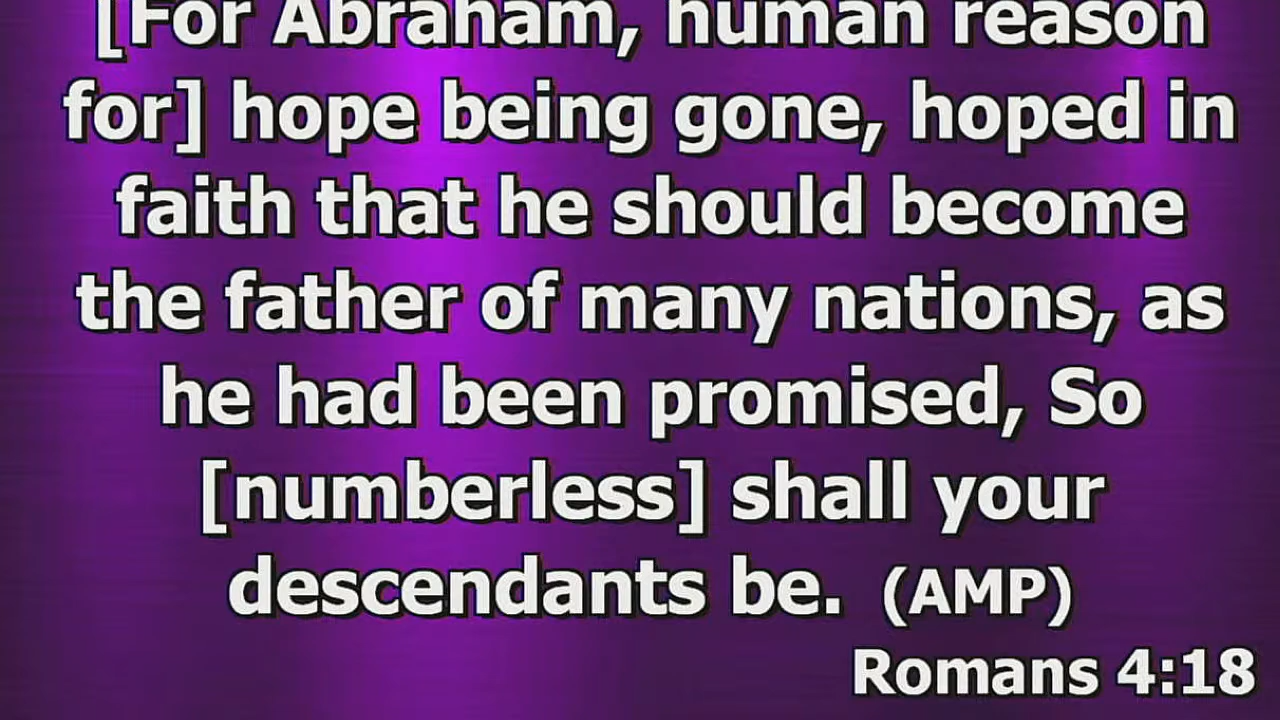 [For Abraham, human reason
for] hope being gone, hoped in
faith that he should become
the father of many nations, as
he had been promised, So
[numberless] shall your
descendants be. (AMP)
Romans 4:18